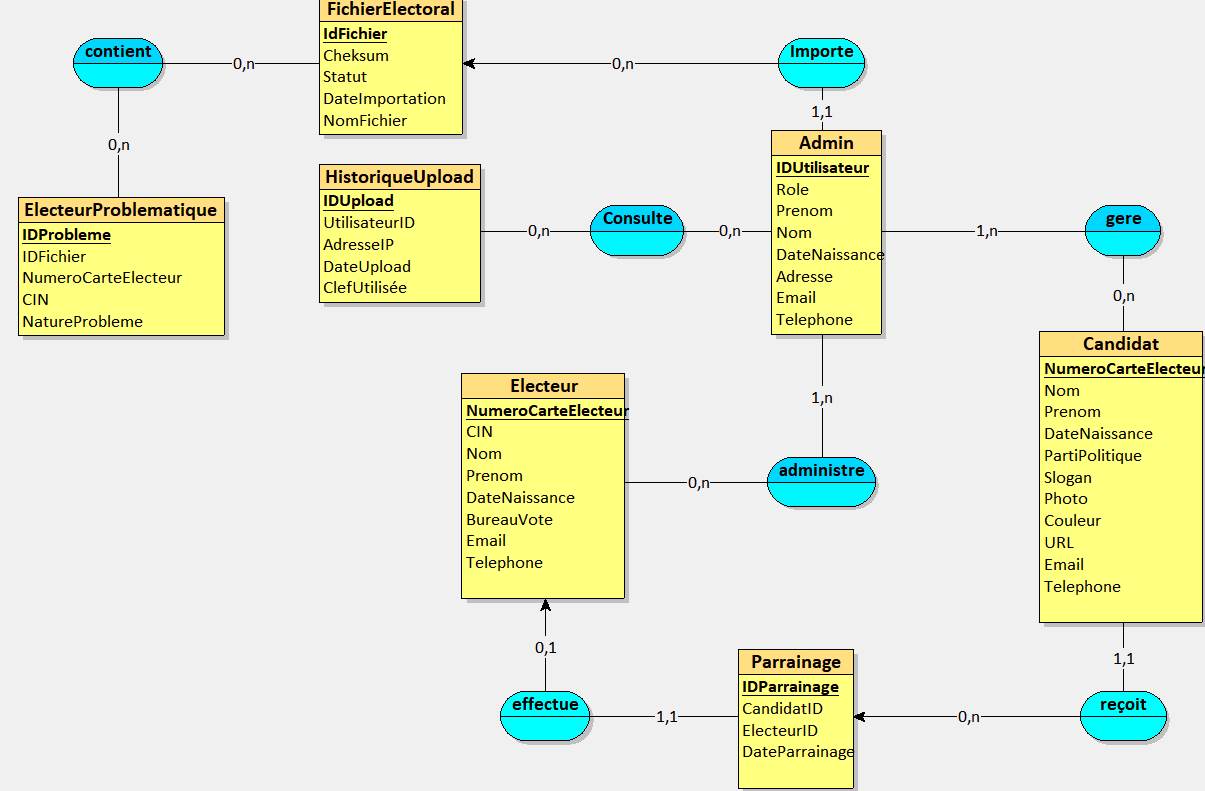 FichierElectoral
IdFichier
Cheksum
Statut
DateImportation
NomFichier
contient
0,n
0,n
Importe
1,1
0,n
ElecteurProblematique
IDProbleme
IDFichier
NumeroCarteElecteur
CIN
NatureProbleme
HistoriqueUpload
IDUpload
UtilisateurID
AdresseIP
DateUpload
ClefUtilisée
0,n
Consulte
0,n
Admin
IDUtilisateur
Role
Prenom
Nom
DateNaissance
Adresse
Email
Telephone
1,n
gere
0,n
Candidat
NumeroCarteElecteur
Nom
Prenom
DateNaissance
PartiPolitique
Slogan
Photo
Couleur
URL
Email
Telephone
1,n
administre
0,n
Electeur
NumeroCarteElecteur
CIN
Nom
Prenom
DateNaissance
BureauVote
Email
Telephone
0,1
effectue
1,1
Parrainage
IDParrainage
CandidatID
ElecteurID
DateParrainage
0,n
reçoit
1,1